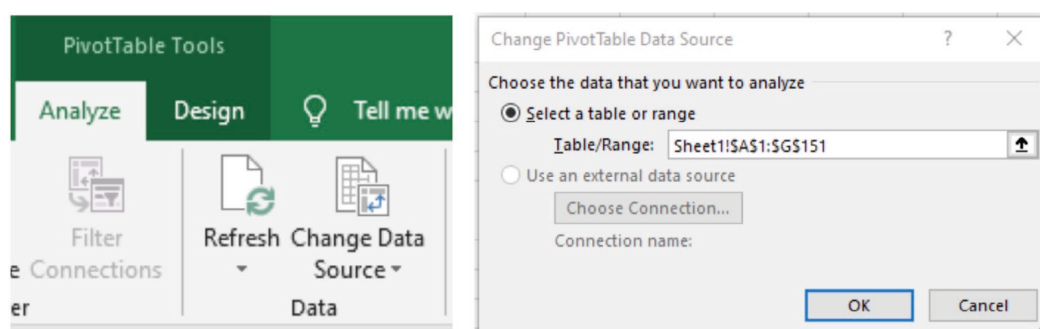 PivotTable Tools
Analyze Design Tell me w
Filter
Connections
e
er
Refresh Change Data
Source
Data
Change PivotTable Data Source ? ×
Choose the data that you want to analyze
Select a table or range
Table/Range: Sheet1!$A$1:$G$151
Use an external data source
Choose Connection...
Connection name:
OK Cancel